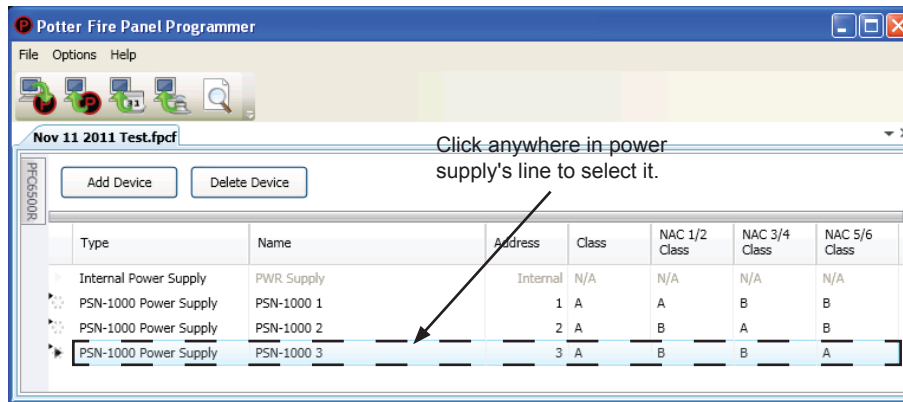 Potter Fire Panel Programmer
File Options Help
31
Nov 11 2011 Test.fpcf
Click anywhere in power
supply's line to select it.
PFC6500R
Add Device Delete Device
Type Name Address Class NAC 1/2 Class NAC 3/4 Class NAC 5/6 Class
Internal Power Supply PWR Supply Internal N/A N/A N/A N/A
PSN-1000 Power Supply PSN-1000 1 1 A A B B
PSN-1000 Power Supply PSN-1000 2 2 A B A B
PSN-1000 Power Supply PSN-1000 3 3 A B B A